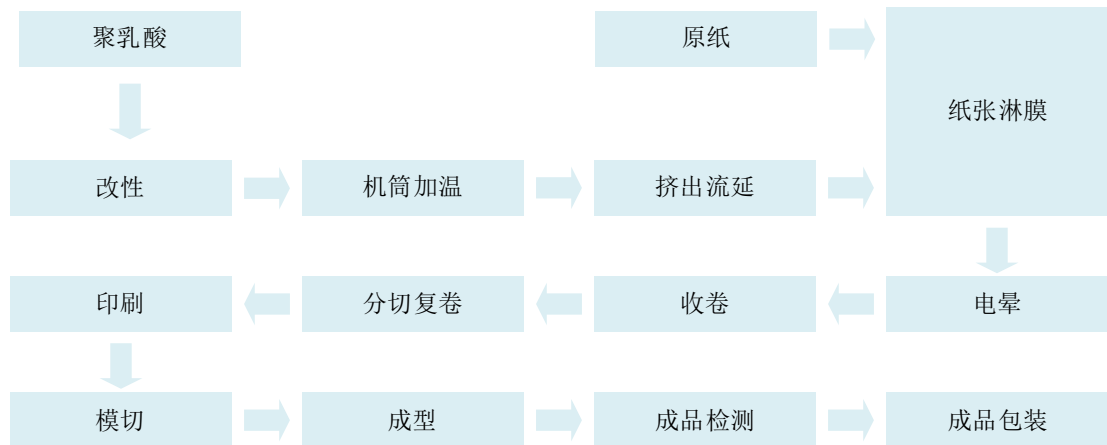 聚乳酸
原纸
纸张淋膜
改性
机筒加温
挤出流延
印刷
分切复卷
收卷
电晕
模切
成型
成品检测
成品包装